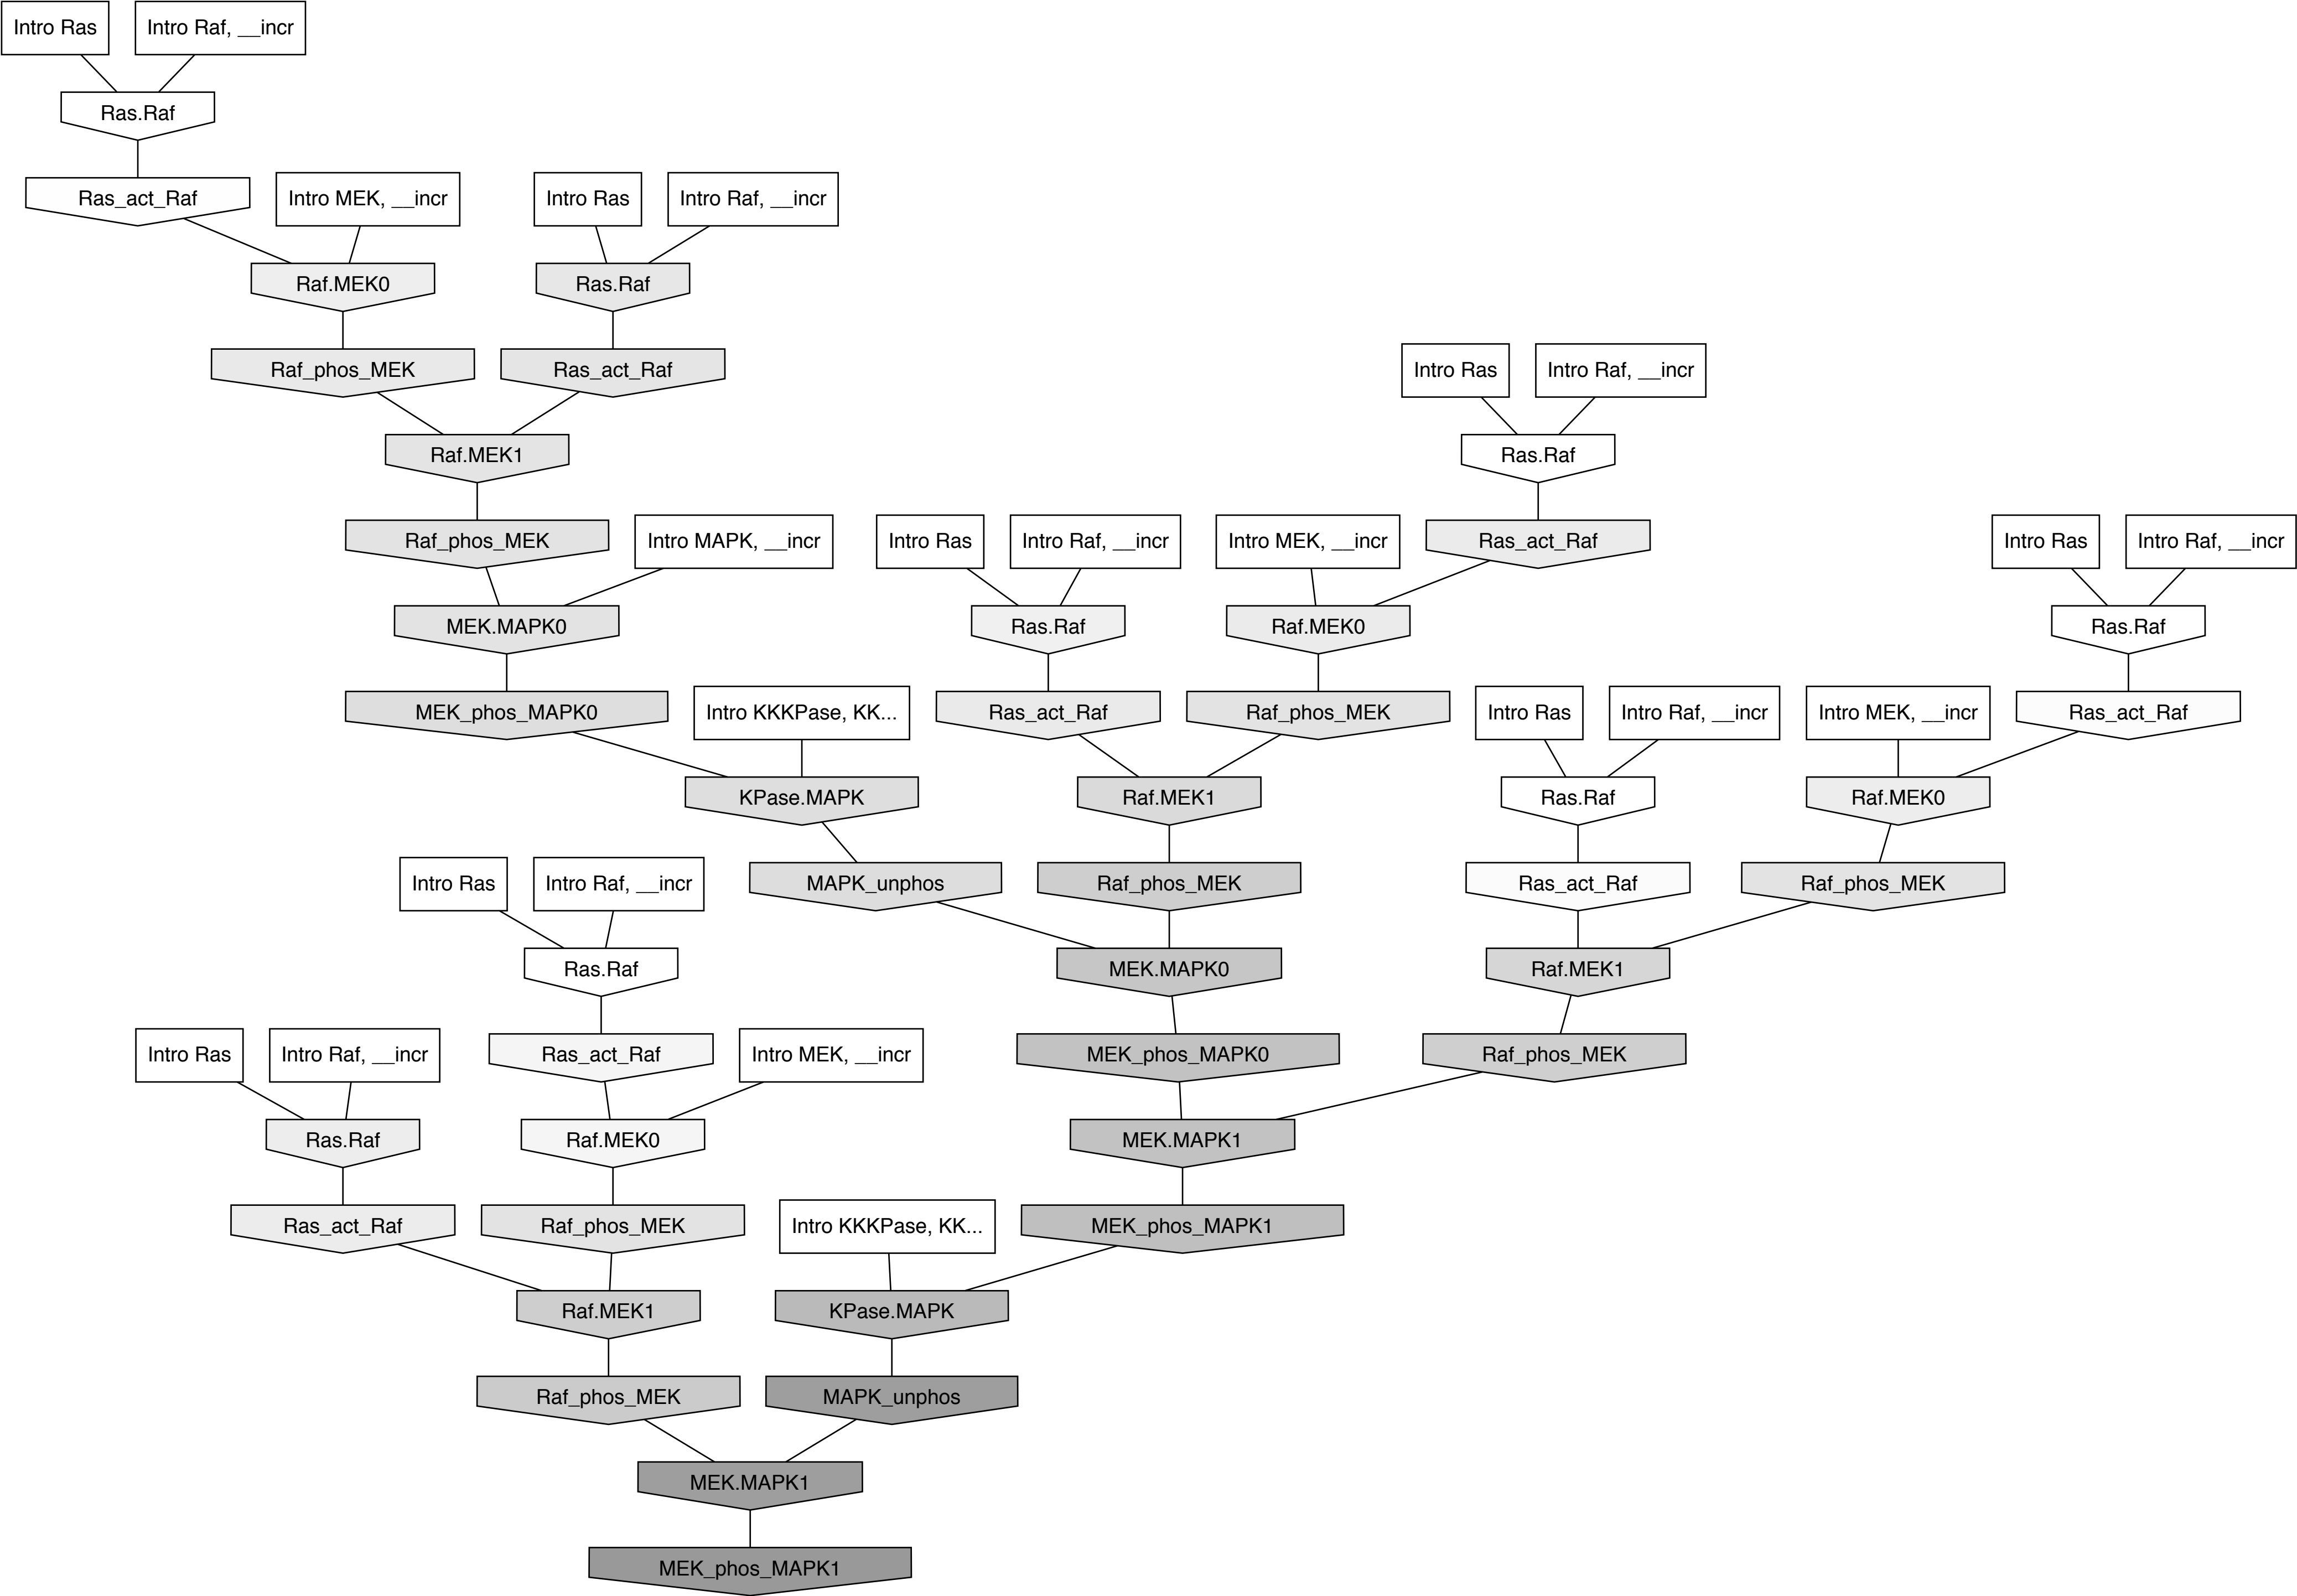 Intro Ras
Intro Raf, __incr
Ras.Raf
Ras_act_Raf
Intro MEK, __incr
Intro Ras
Intro Raf, __incr
Raf.MEK0
Ras.Raf
Raf_phos_MEK
Ras_act_Raf
Intro Ras
Intro Raf, __incr
Raf.MEK1
Ras.Raf
Raf_phos_MEK
Intro MAPK, __incr
Intro Ras
Intro Raf, __incr
Intro MEK, __incr
Ras_act_Raf
Intro Ras
Intro Raf, __incr
MEK.MAPK0
Ras.Raf
Raf.MEK0
Ras.Raf
MEK_phos_MAPK0
Intro KKKPase, KK...
Ras_act_Raf
Raf_phos_MEK
Intro Ras
Intro Raf, __incr
Intro MEK, __incr
Ras_act_Raf
KPase.MAPK
Raf.MEK1
Ras.Raf
Raf.MEK0
Intro Ras
Intro Raf, __incr
MAPK_unphos
Raf_phos_MEK
Ras_act_Raf
Raf_phos_MEK
Ras.Raf
MEK.MAPK0
Raf.MEK1
Intro Ras
Intro Raf, __incr
Ras_act_Raf
Intro MEK, __incr
MEK_phos_MAPK0
Raf_phos_MEK
Ras.Raf
Raf.MEK0
MEK.MAPK1
Ras_act_Raf
Raf_phos_MEK
Intro KKKPase, KK...
MEK_phos_MAPK1
Raf.MEK1
KPase.MAPK
Raf_phos_MEK
MAPK_unphos
MEK.MAPK1
MEK_phos_MAPK1